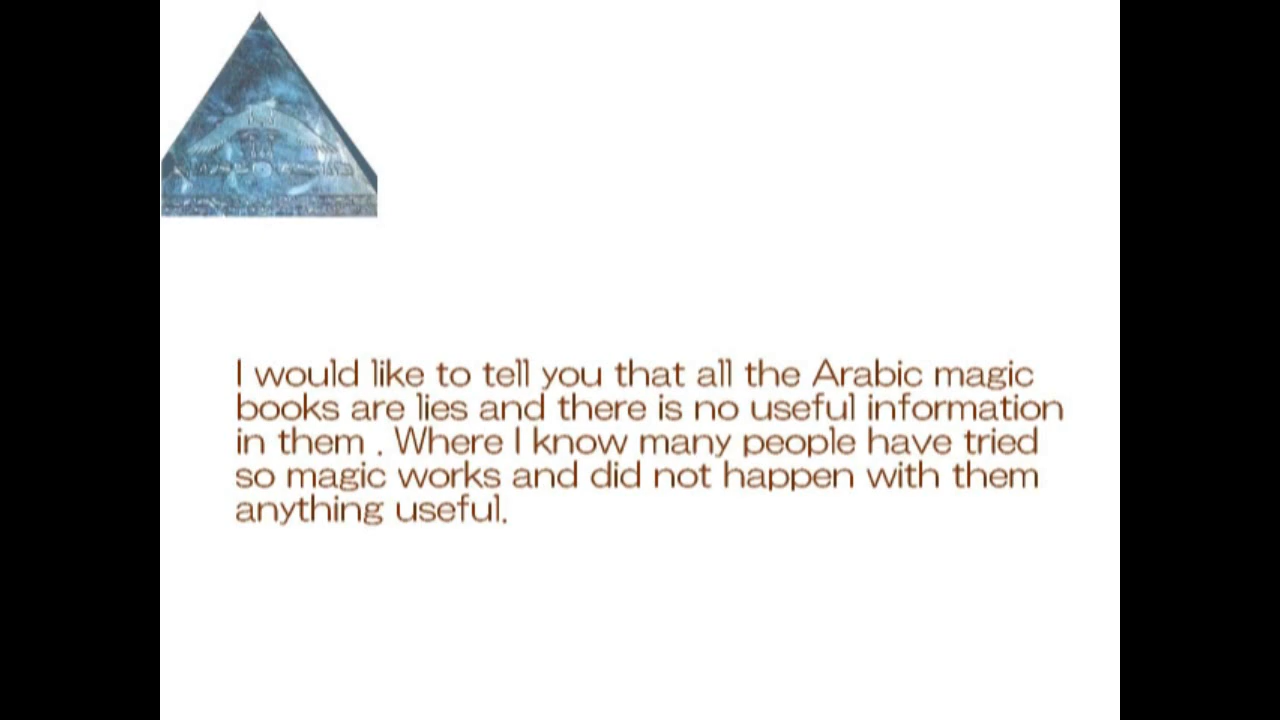 I would like to tell you that all the Arabic magic
books are lies and there is no useful information
in them . Where I know many people have tried
so magic works and did not happen with them
anything useful.